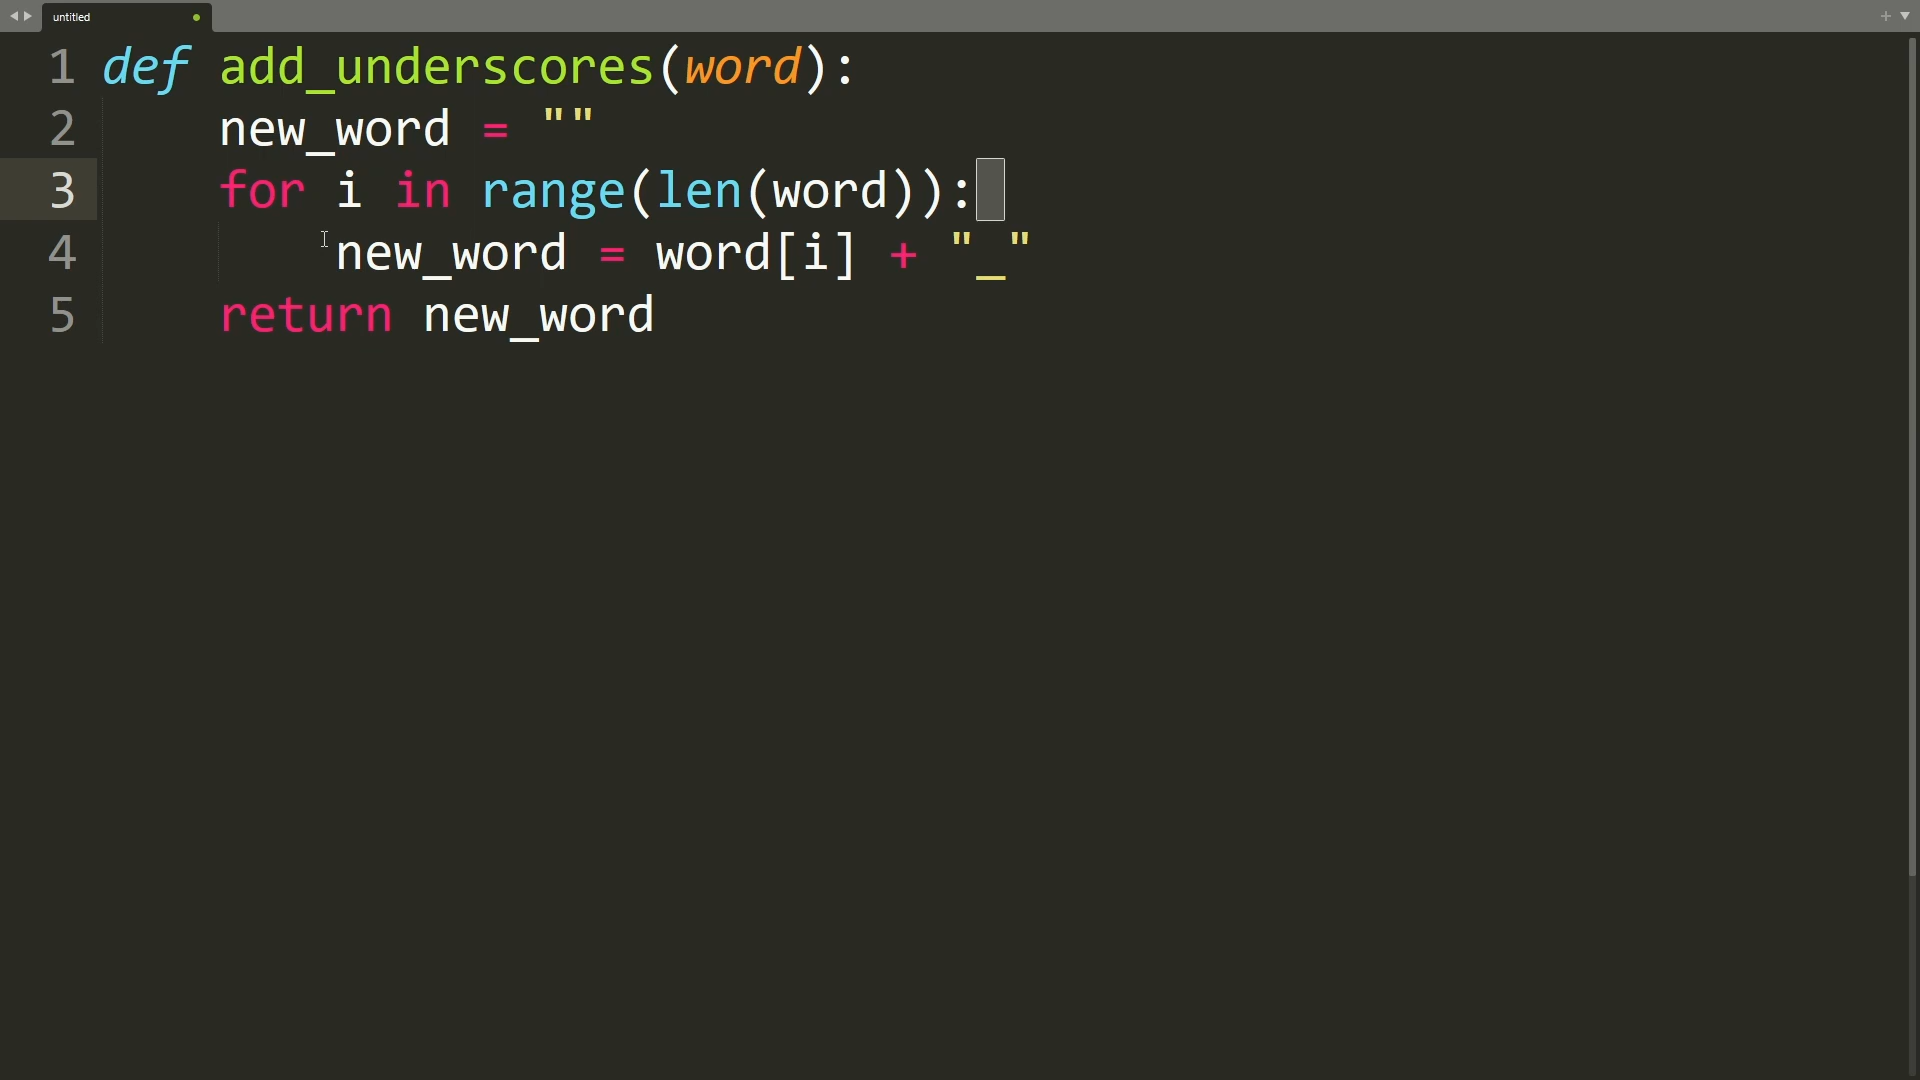 untitled
1 def add_underscores(word):
2     new_word = ""
3     for i in range(len(word)):
4         new_word = word[i] + "_"
5     return new_word